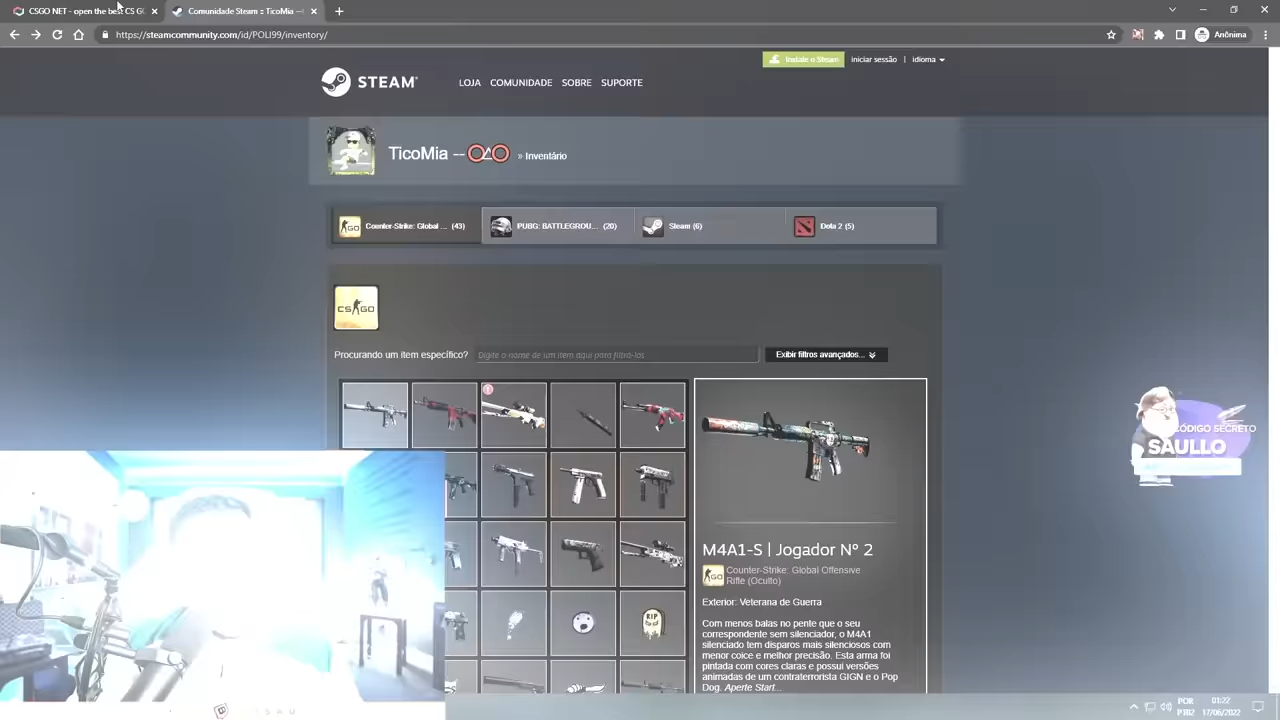 CSGO NET - open the best CS G
Comunidade Steam :: TicoMia --
https://steamcommunity.com/id/POLI99/inventory/
Anônima
Instale o Steam
iniciar sessão | idioma
STEAM
LOJA COMUNIDADE SOBRE SUPORTE
TicoMia -- » Inventário
Counter-Strike: Global ... (43)
PUBG: BATTLEGROU... (20)
Steam (6)
Dota 2 (5)
CS GO
Procurando um item específico?
Digite o nome de um item aqui para filtrá-los
Exibir filtros avançados...
CÓDIGO SECRETO
SAULLO
RIP
M4A1-S | Jogador Nº 2
Counter-Strike: Global Offensive
Rifle (Oculto)
Exterior: Veterana de Guerra
Com menos balas no pente que o seu
correspondente sem silenciador, o M4A1
silenciado tem disparos mais silenciosos com
menor coice e melhor precisão. Esta arma foi
pintada com cores claras e possui versões
animadas de um contraterrorista GIGN e o Pop
Dog. Aperte Start...
POR
PTB2
01:22
17/06/2022